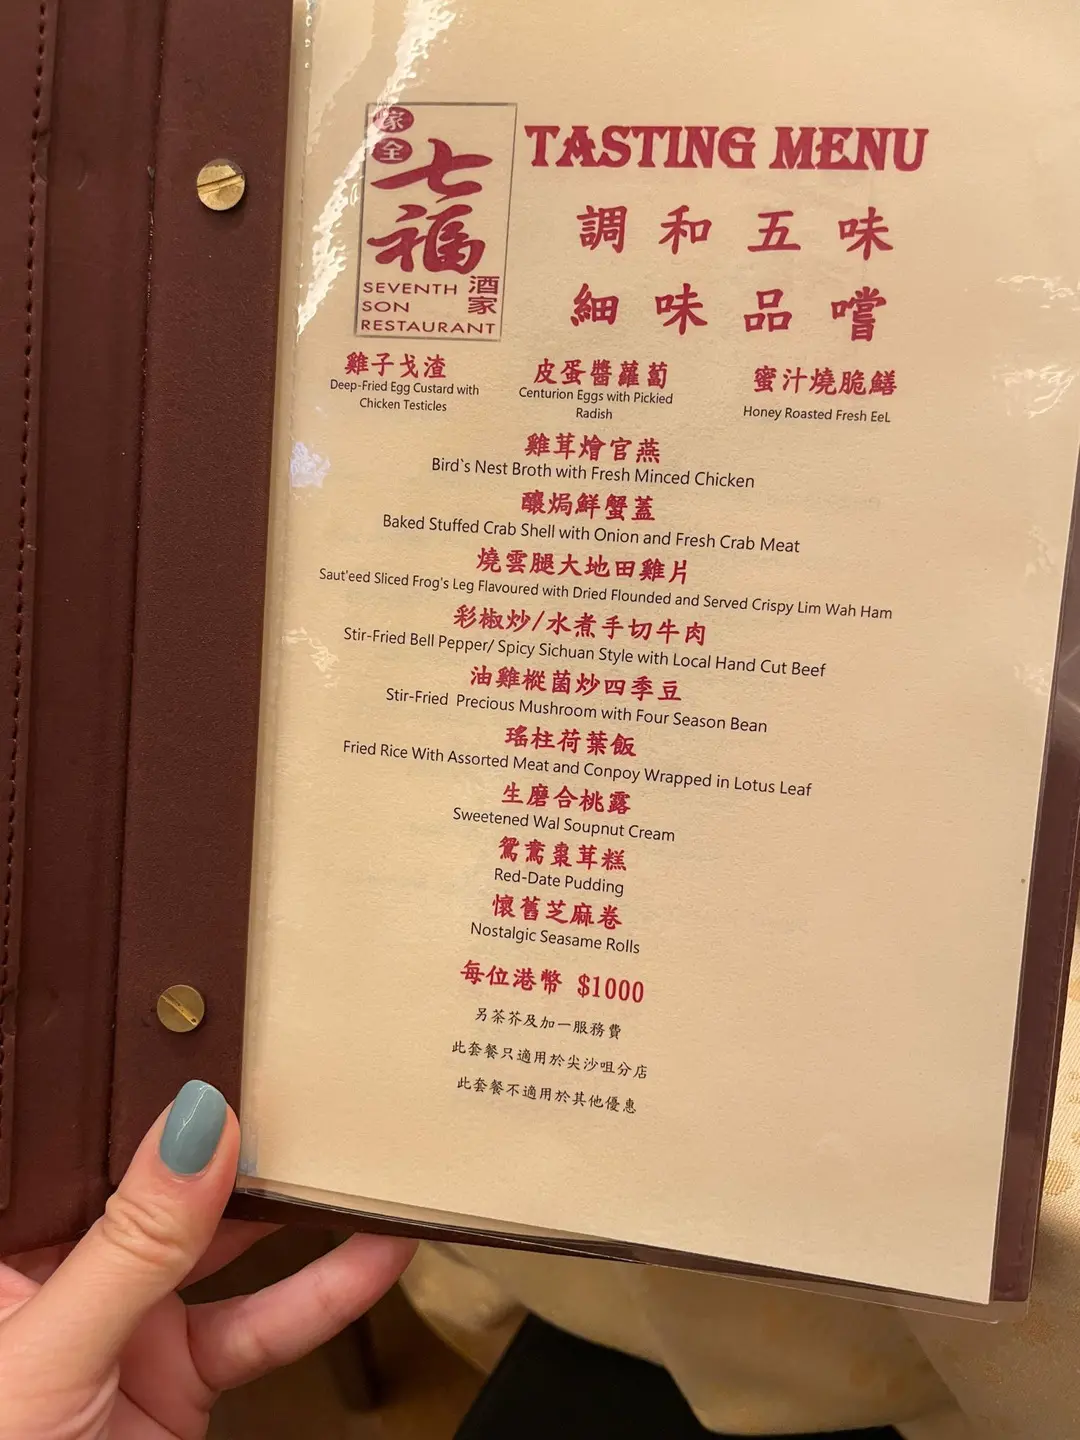 家全
七福
酒家
SEVENTH
SON
RESTAURANT
TASTING MENU
調和五味
細味品嚐
雞子戈渣
Deep-Fried Egg Custard with
Chicken Testicles
皮蛋醬蘿蔔
Centurion Eggs with Pickied
Radish
蜜汁燒脆鱔
Honey Roasted Fresh EeL
雞茸燴官燕
Bird`s Nest Broth with Fresh Minced Chicken
釀焗鮮蟹蓋
Baked Stuffed Crab Shell with Onion and Fresh Crab Meat
燒雲腿大地田雞片
Saut'eed Sliced Frog's Leg Flavoured with Dried Flounded and Served Crispy Lim Wah Ham
彩椒炒/水煮手切牛肉
Stir-Fried Bell Pepper/ Spicy Sichuan Style with Local Hand Cut Beef
油雞樅菌炒四季豆
Stir-Fried Precious Mushroom with Four Season Bean
瑤柱荷葉飯
Fried Rice With Assorted Meat and Conpoy Wrapped in Lotus Leaf
生磨合桃露
Sweetened Wal Soupnut Cream
鴛鴦棗茸糕
Red-Date Pudding
懷舊芝麻卷
Nostalgic Seasame Rolls
每位港幣 $1000
另茶芥及加一服務費
此套餐只適用於尖沙咀分店
此套餐不適用於其他優惠